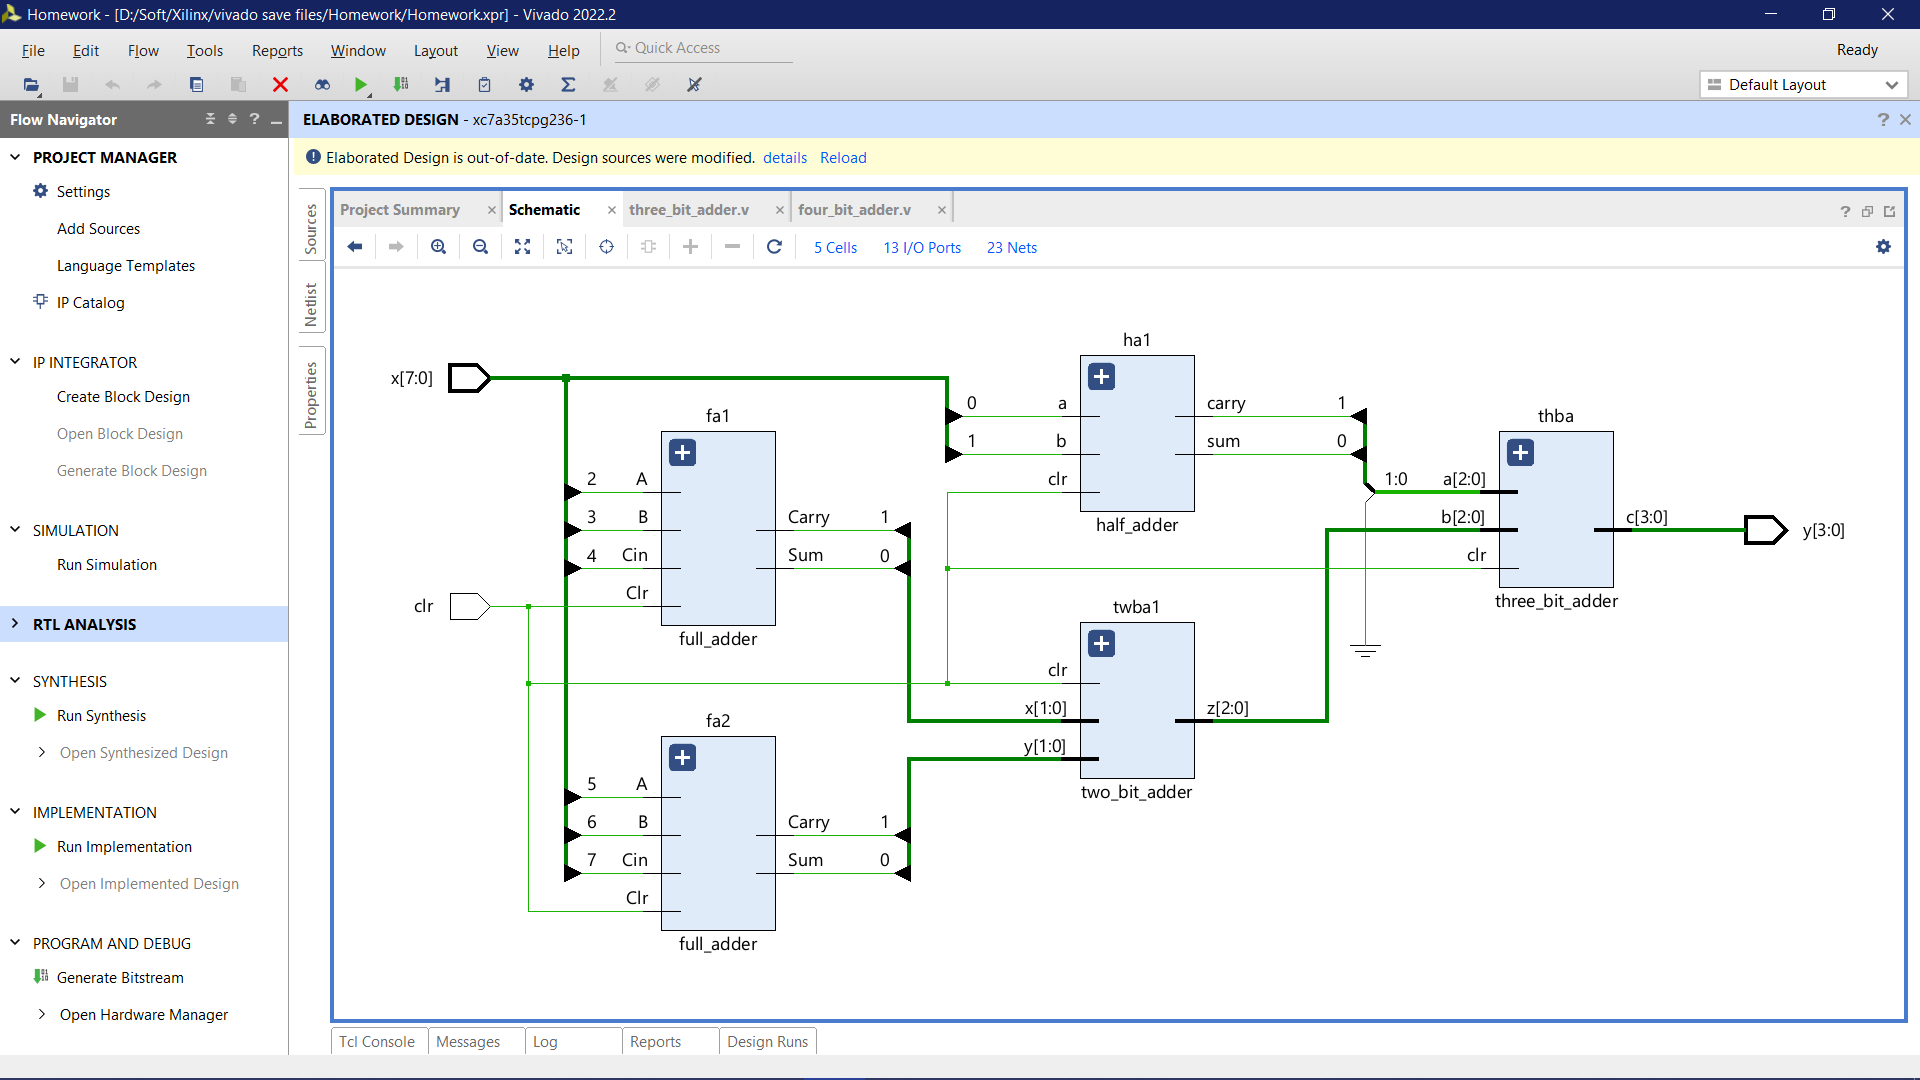 Homework - [D:/Soft/Xilinx/vivado save files/Homework/Homework.xpr] - Vivado 2022.2
File Edit Flow Tools Reports Window Layout View Help Quick Access Ready
Default Layout
Flow Navigator
ELABORATED DESIGN - xc7a35tcpg236-1
Elaborated Design is out-of-date. Design sources were modified. details Reload
PROJECT MANAGER
Settings
Add Sources
Language Templates
IP Catalog
IP INTEGRATOR
Create Block Design
Open Block Design
Generate Block Design
SIMULATION
Run Simulation
RTL ANALYSIS
SYNTHESIS
Run Synthesis
Open Synthesized Design
IMPLEMENTATION
Run Implementation
Open Implemented Design
PROGRAM AND DEBUG
Generate Bitstream
Open Hardware Manager
Sources
Netlist
Properties
Project Summary Schematic three_bit_adder.v four_bit_adder.v
5 Cells 13 I/O Ports 23 Nets
x[7:0]
clr
fa1
2 A
3 B
4 Cin
Clr
Carry 1
Sum 0
full_adder
fa2
5 A
6 B
7 Cin
Clr
Carry 1
Sum 0
full_adder
ha1
0 a
1 b
clr
carry 1
sum 0
half_adder
twba1
clr
x[1:0]
y[1:0]
z[2:0]
two_bit_adder
thba
1:0 a[2:0]
b[2:0]
clr
c[3:0]
three_bit_adder
y[3:0]
Tcl Console Messages Log Reports Design Runs